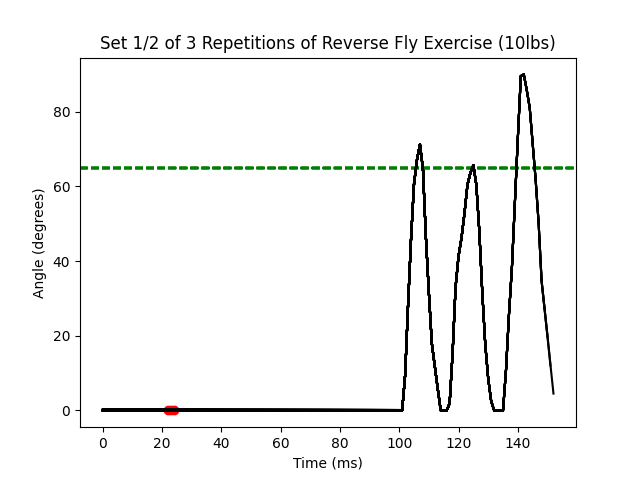 Set 1/2 of 3 Repetitions of Reverse Fly Exercise (10lbs)
80
60
40
20
0
Angle (degrees)
0 20 40 60 80 100 120 140
Time (ms)